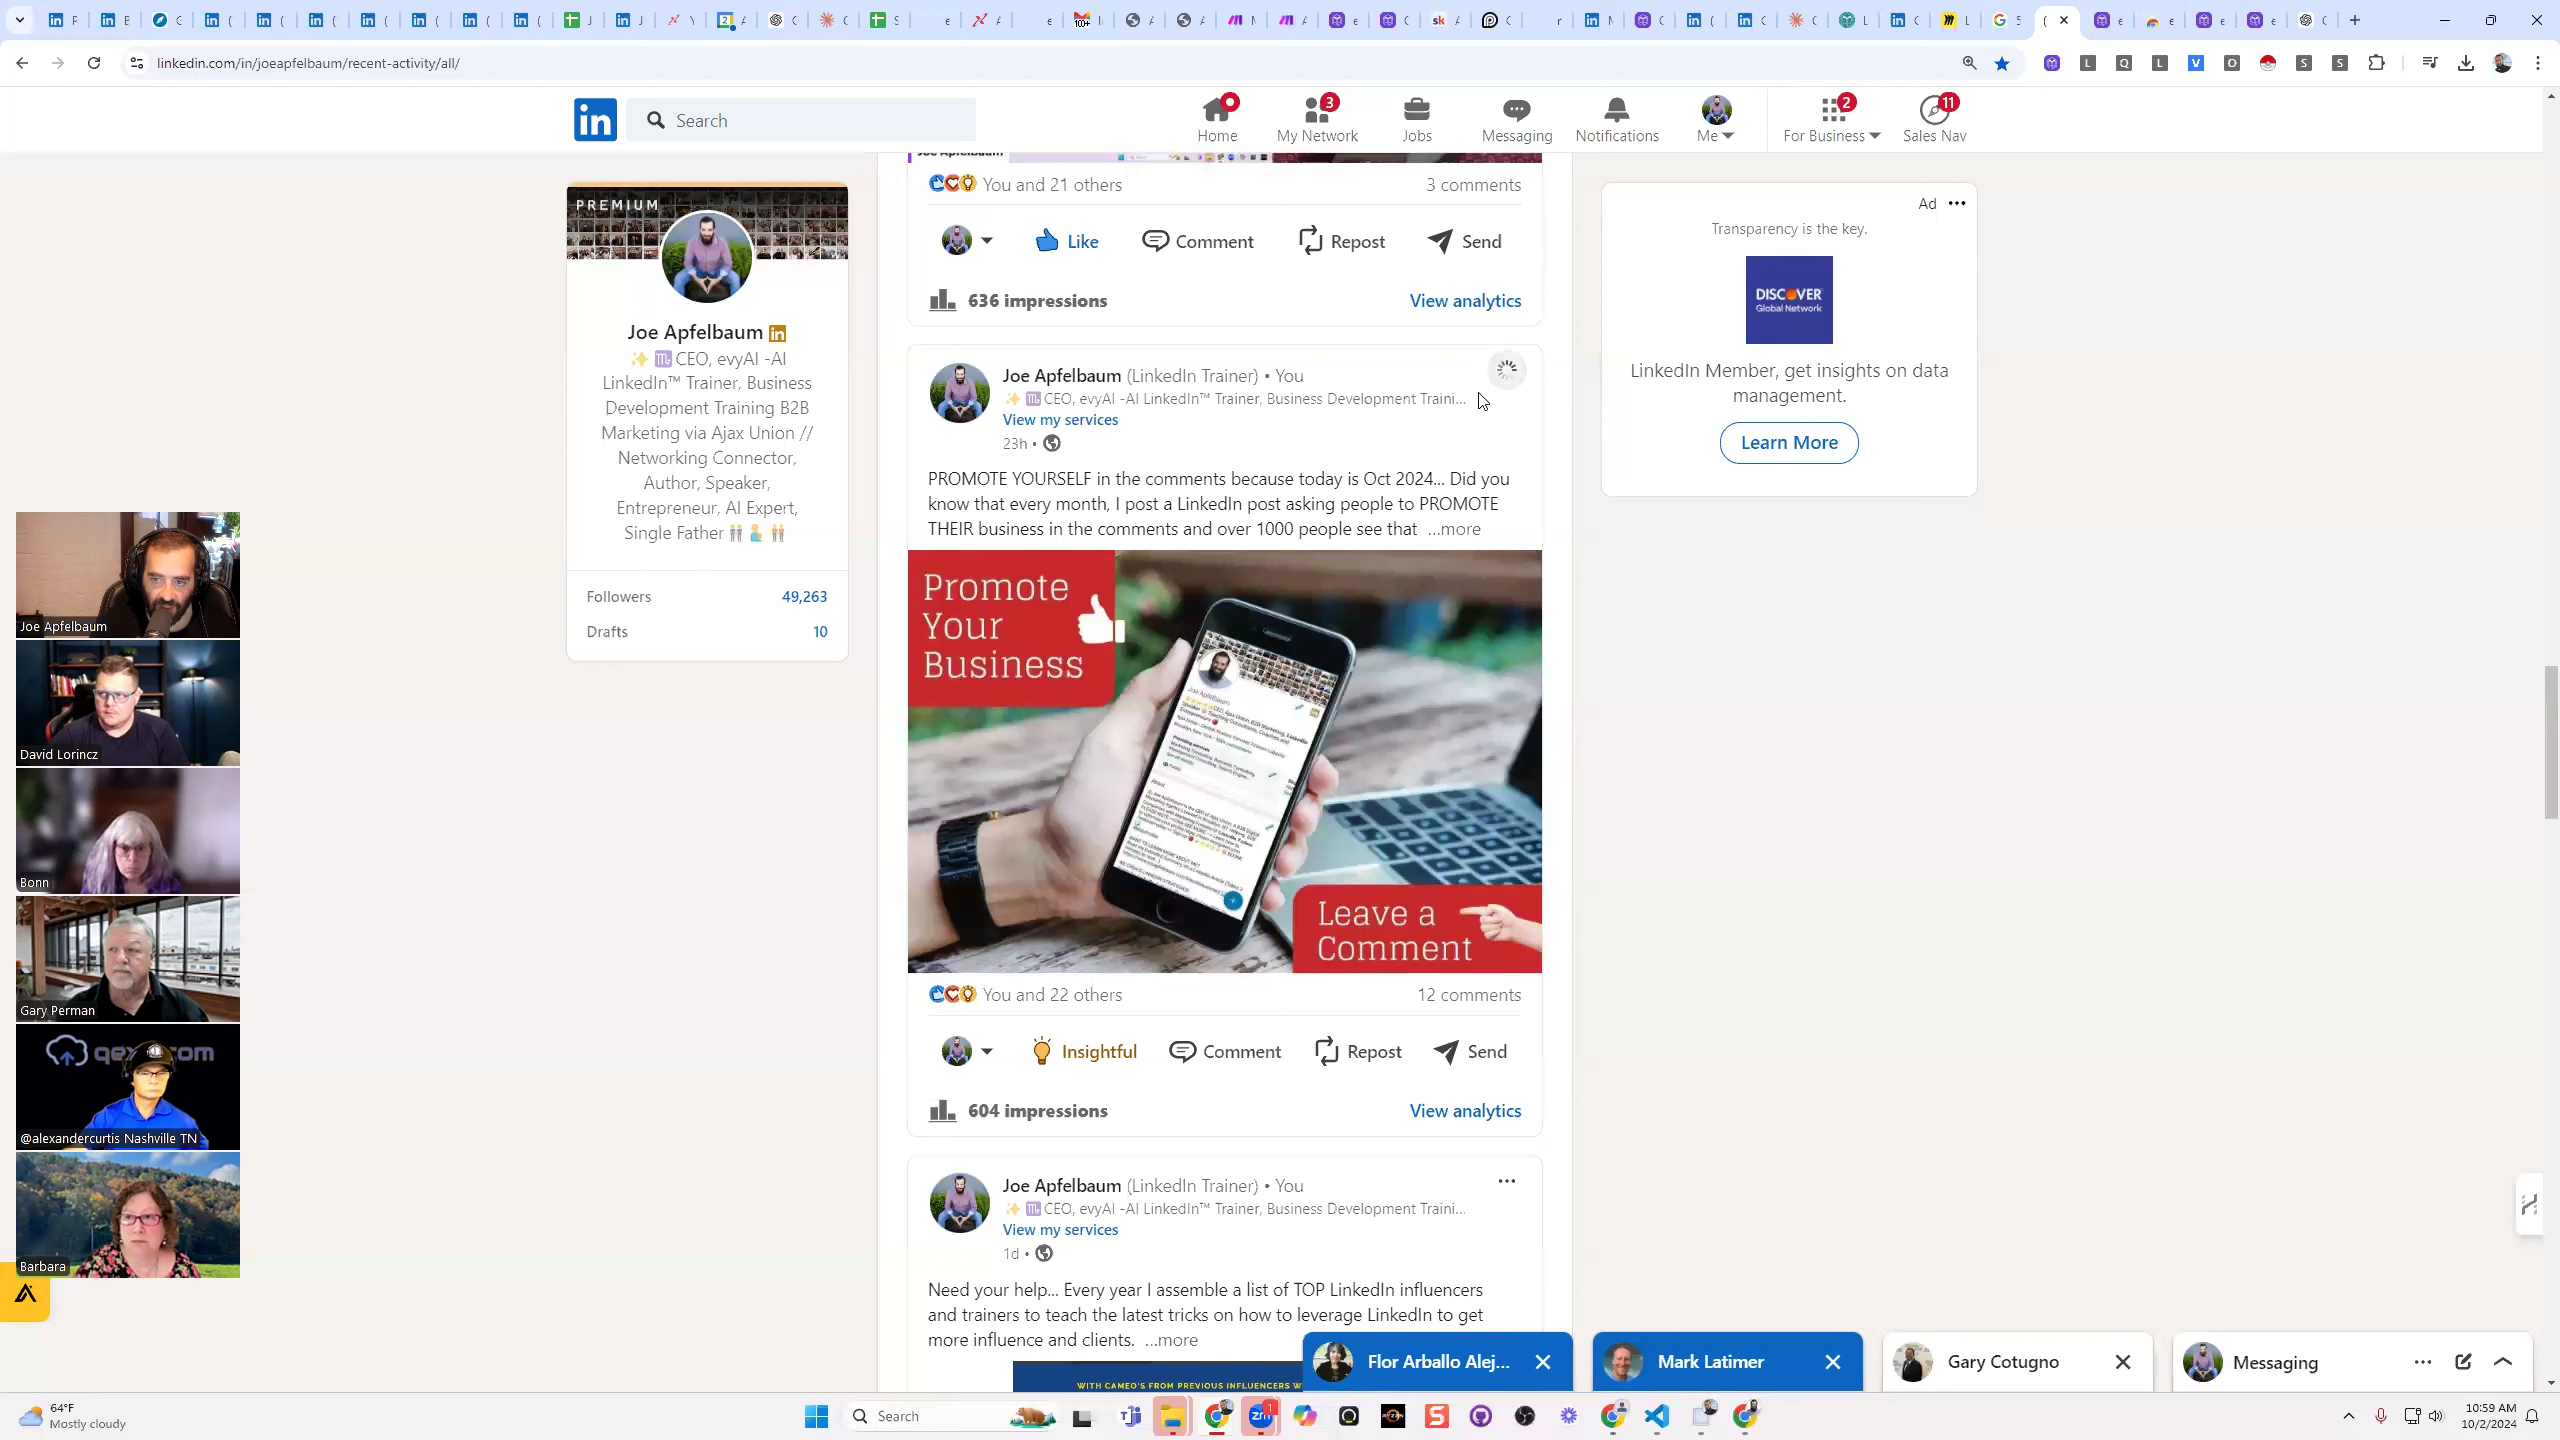 linkedin.com/in/joeapfelbaum/recent-activity/all/
in
Search
Home
3
My Network
Jobs
Messaging
Notifications
Me
2
For Business
11
Sales Nav
PREMIUM
Joe Apfelbaum in
CEO, evyAI -AI
LinkedIn™ Trainer, Business
Development Training B2B
Marketing via Ajax Union //
Networking Connector,
Author, Speaker,
Entrepreneur, AI Expert,
Single Father
Followers 49,263
Drafts 10
Joe Apfelbaum
David Lorincz
Bonn
Gary Perman
@alexandercurtis Nashville TN
Barbara
You and 21 others 3 comments
Like Comment Repost Send
636 impressions View analytics
Joe Apfelbaum (LinkedIn Trainer) • You
CEO, evyAI -AI LinkedIn™ Trainer, Business Development Traini...
View my services
23h •
PROMOTE YOURSELF in the comments because today is Oct 2024... Did you
know that every month, I post a LinkedIn post asking people to PROMOTE
THEIR business in the comments and over 1000 people see that ...more
Promote
Your
Business
Leave a
Comment
You and 22 others 12 comments
Insightful Comment Repost Send
604 impressions View analytics
Joe Apfelbaum (LinkedIn Trainer) • You
CEO, evyAI -AI LinkedIn™ Trainer, Business Development Traini...
View my services
1d •
Need your help... Every year I assemble a list of TOP LinkedIn influencers
and trainers to teach the latest tricks on how to leverage LinkedIn to get
more influence and clients. ...more
WITH CAMEO'S FROM PREVIOUS INFLUENCERS
Ad
Transparency is the key.
DISCOVER
Global Network
LinkedIn Member, get insights on data
management.
Learn More
Flor Arballo Alej...
Mark Latimer
Gary Cotugno
Messaging
64°F
Mostly cloudy
Search
10:59 AM
10/2/2024